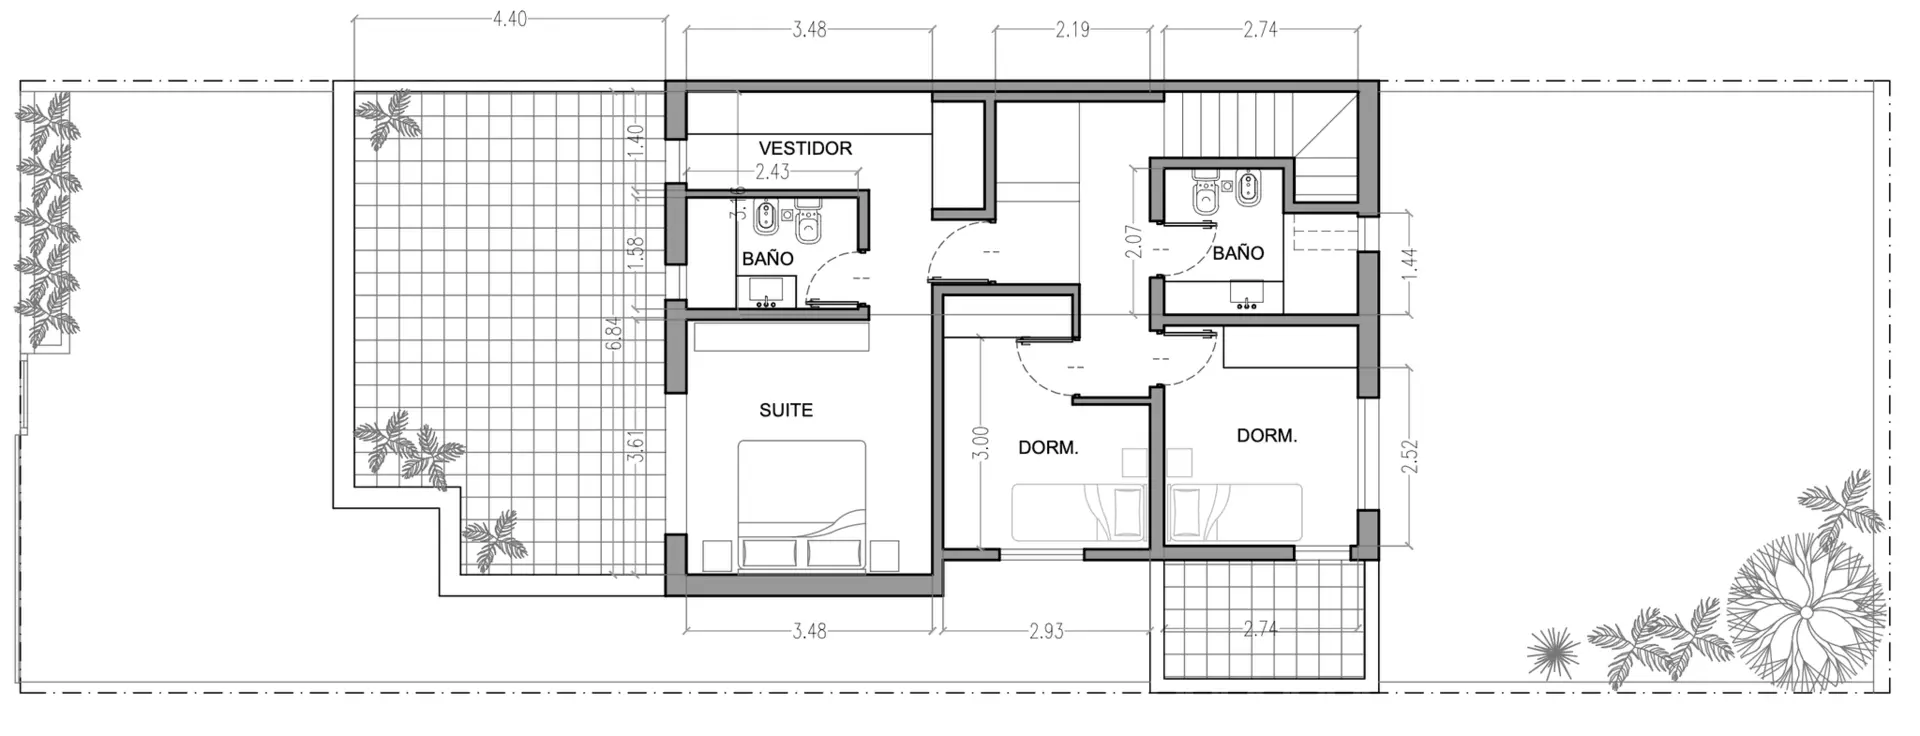 4.40
3.48
2.19
2.74
1.40
VESTIDOR
2.43
3.16
1.58
BAÑO
2.07
BAÑO
1.44
6.84
3.61
SUITE
3.00
DORM.
DORM.
2.52
3.48
2.93
2.74